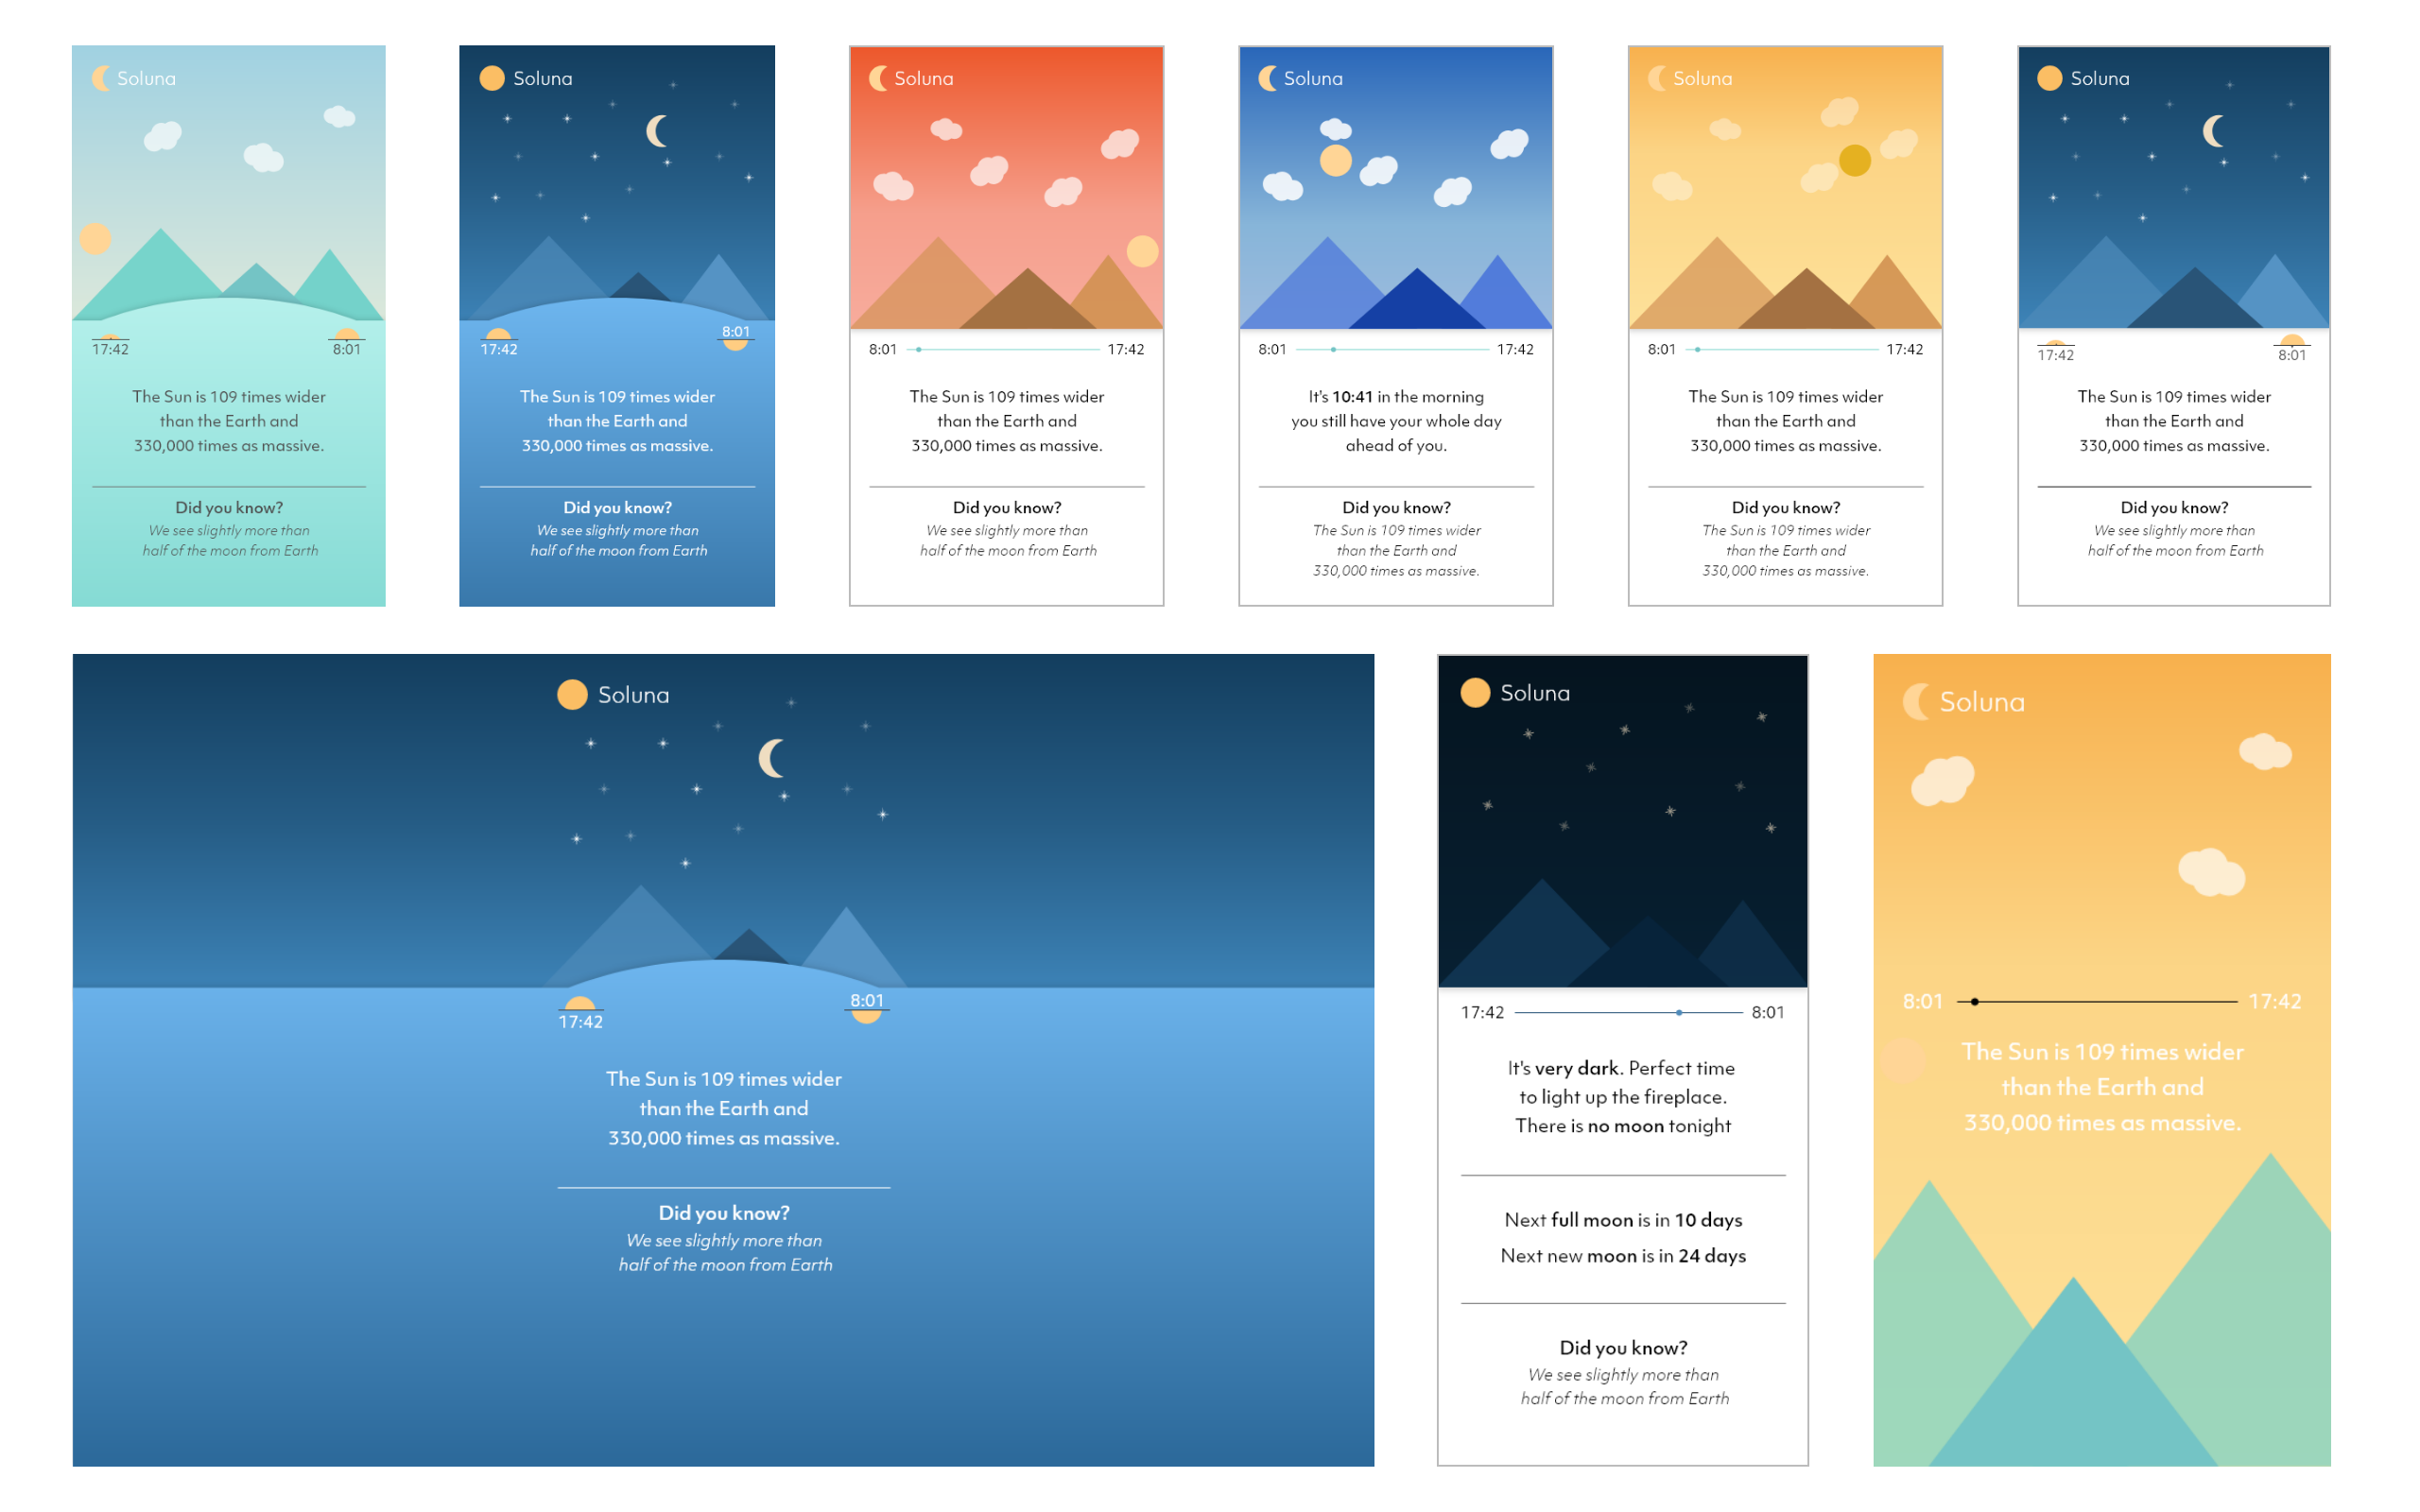 Soluna
17:42
8:01
The Sun is 109 times wider
than the Earth and
330,000 times as massive.
Did you know?
We see slightly more than
half of the moon from Earth
Soluna
17:42
8:01
The Sun is 109 times wider
than the Earth and
330,000 times as massive.
Did you know?
We see slightly more than
half of the moon from Earth
Soluna
8:01
17:42
The Sun is 109 times wider
than the Earth and
330,000 times as massive.
Did you know?
We see slightly more than
half of the moon from Earth
Soluna
8:01
17:42
It's 10:41 in the morning
you still have your whole day
ahead of you.
Did you know?
The Sun is 109 times wider
than the Earth and
330,000 times as massive.
Soluna
8:01
17:42
The Sun is 109 times wider
than the Earth and
330,000 times as massive.
Did you know?
The Sun is 109 times wider
than the Earth and
330,000 times as massive.
Soluna
17:42
8:01
The Sun is 109 times wider
than the Earth and
330,000 times as massive.
Did you know?
We see slightly more than
half of the moon from Earth
Soluna
17:42
8:01
The Sun is 109 times wider
than the Earth and
330,000 times as massive.
Did you know?
We see slightly more than
half of the moon from Earth
Soluna
17:42
8:01
It's very dark. Perfect time
to light up the fireplace.
There is no moon tonight
Next full moon is in 10 days
Next new moon is in 24 days
Did you know?
We see slightly more than
half of the moon from Earth
Soluna
8:01
17:42
The Sun is 109 times wider
than the Earth and
330,000 times as massive.